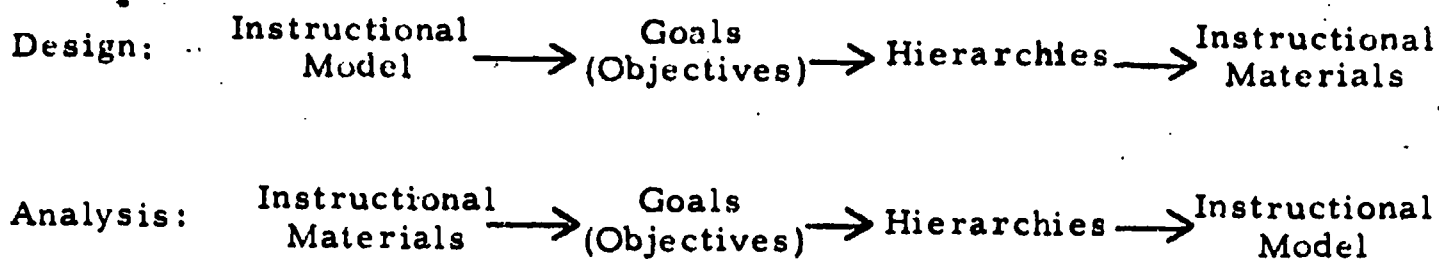 Design: Instructional Model → Goals (Objectives) → Hierarchies → Instructional Materials
Analysis: Instructional Materials → Goals (Objectives) → Hierarchies → Instructional Model